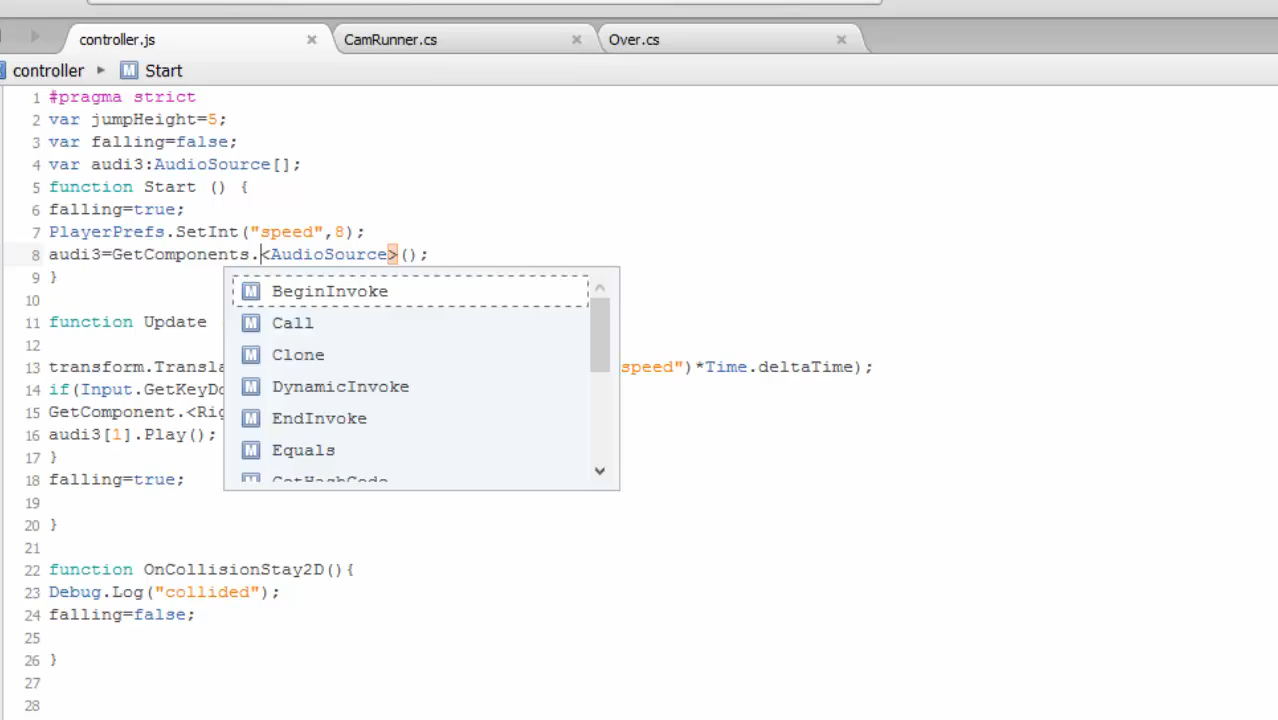 controller.js
CamRunner.cs
Over.cs
controller
Start
1 #pragma strict
2 var jumpHeight=5;
3 var falling=false;
4 var audi3:AudioSource[];
5 function Start () {
6 falling=true;
7 PlayerPrefs.SetInt("speed",8);
8 audi3=GetComponents.<AudioSource>();
9 }
10
11 function Update
12
13 transform.Transla speed")*Time.deltaTime);
14 if(Input.GetKeyDo
15 GetComponent.<Rig
16 audi3[1].Play();
17 }
18 falling=true;
19
20 }
21
22 function OnCollisionStay2D(){
23 Debug.Log("collided");
24 falling=false;
25
26 }
27
28
BeginInvoke
Call
Clone
DynamicInvoke
EndInvoke
Equals
GetHashCode